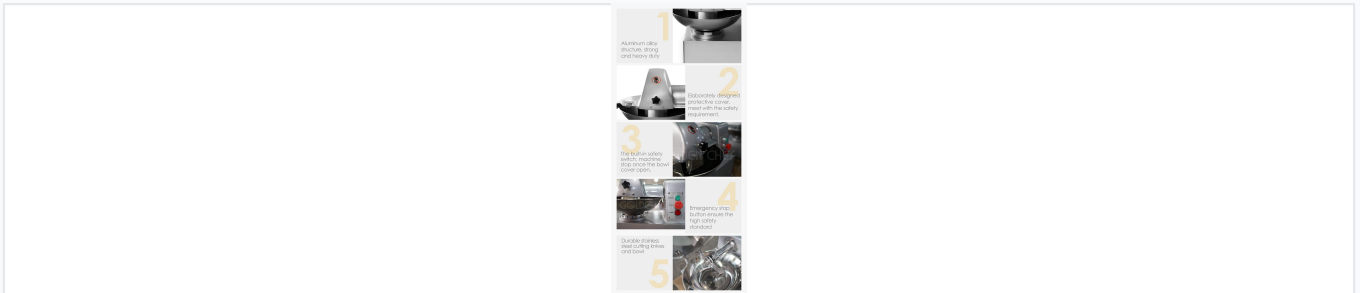 1
Aluminum alloy
structure, strong
and heavy duty.
2
Elaborately designed
protective cover,
meet with the safety
requirement.
3
The built-in safety
switch, machine
stop once the bowl
cover open.
4
Emergency stop
button ensure the
high safety
standard
Durable stainless
steel cutting knives
and bowl
5